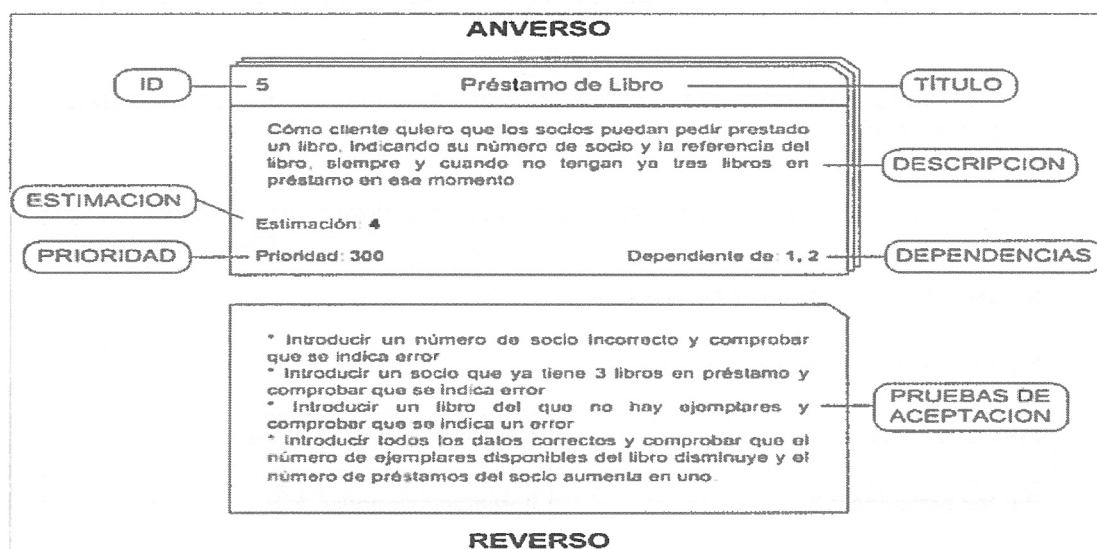 ANVERSO
ID
5
Préstamo de Libro
TÍTULO
Cómo cliente quiero que los socios puedan pedir prestado
un libro, indicando su número de socio y la referencia del
libro, siempre y cuando no tengan ya tres libros en
préstamo en ese momento
DESCRIPCION
ESTIMACION
Estimación: 4
PRIORIDAD
Prioridad: 300
Dependiente de: 1, 2
DEPENDENCIAS
* Introducir un número de socio incorrecto y comprobar
que se indica error
* Introducir un socio que ya tiene 3 libros en préstamo y
comprobar que se indica error
* Introducir un libro del que no hay ejemplares y
comprobar que se indica un error
* Introducir todos los datos correctos y comprobar que el
número de ejemplares disponibles del libro disminuye y el
número de préstamos del socio aumenta en uno.
PRUEBAS DE
ACEPTACION
REVERSO